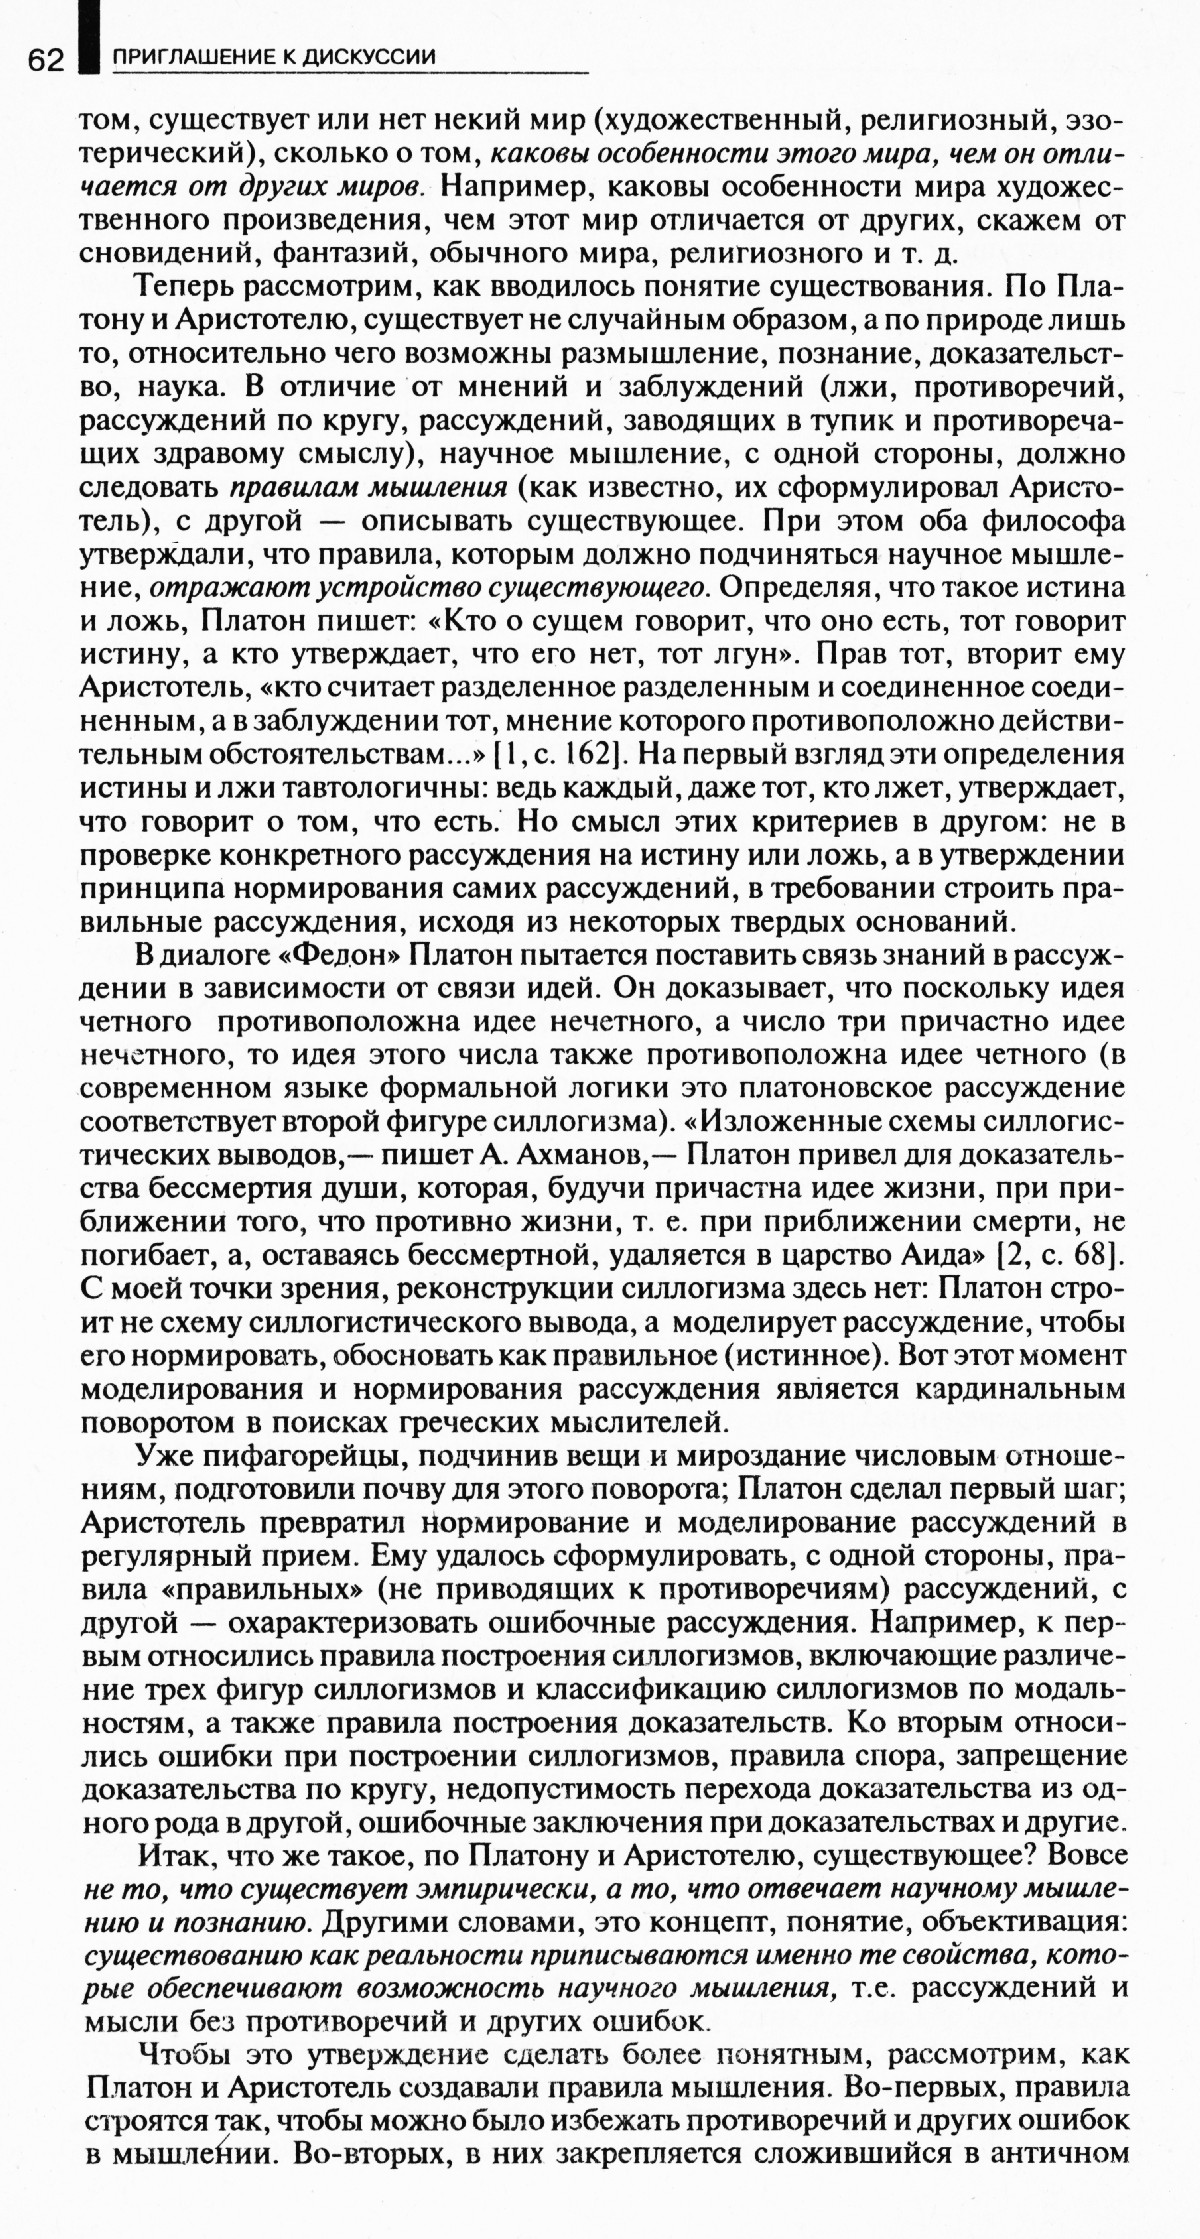 62
ПРИГЛАШЕНИЕ К ДИСКУССИИ
том, существует или нет некий мир (художественный, религиозный, эзо-
терический), сколько о том, каковы особенности этого мира, чем он отли-
чается от других миров. Например, каковы особенности мира художес-
твенного произведения, чем этот мир отличается от других, скажем от
сновидений, фантазий, обычного мира, религиозного и т. д.
Теперь рассмотрим, как вводилось понятие существования. По Пла-
тону и Аристотелю, существует не случайным образом, а по природе лишь
то, относительно чего возможны размышление, познание, доказательст-
во, наука. В отличие от мнений и заблуждений (лжи, противоречий,
рассуждений по кругу, рассуждений, заводящих в тупик и противореча-
щих здравому смыслу), научное мышление, с одной стороны, должно
следовать правилам мышления (как известно, их сформулировал Аристо-
тель), с другой — описывать существующее. При этом оба философа
утверждали, что правила, которым должно подчиняться научное мышле-
ние, отражают устройство существующего. Определяя, что такое истина
и ложь, Платон пишет: «Кто о сущем говорит, что оно есть, тот говорит
истину, а кто утверждает, что его нет, тот лгун». Прав тот, вторит ему
Аристотель, «кто считает разделенное разделенным и соединенное соеди-
ненным, а в заблуждении тот, мнение которого противоположно действи-
тельным обстоятельствам...» [1, с. 162]. На первый взгляд эти определения
истины и лжи тавтологичны: ведь каждый, даже тот, кто лжет, утверждает,
что говорит о том, что есть. Но смысл этих критериев в другом: не в
проверке конкретного рассуждения на истину или ложь, а в утверждении
принципа нормирования самих рассуждений, в требовании строить пра-
вильные рассуждения, исходя из некоторых твердых оснований.
В диалоге «Федон» Платон пытается поставить связь знаний в рассуж-
дении в зависимости от связи идей. Он доказывает, что поскольку идея
четного противоположна идее нечетного, а число три причастно идее
нечетного, то идея этого числа также противоположна идее четного (в
современном языке формальной логики это платоновское рассуждение
соответствует второй фигуре силлогизма). «Изложенные схемы силлогис-
тических выводов,— пишет А. Ахманов,— Платон привел для доказатель-
ства бессмертия души, которая, будучи причастна идее жизни, при при-
ближении того, что противно жизни, т. е. при приближении смерти, не
погибает, а, оставаясь бессмертной, удаляется в царство Аида» [2, с. 68].
С моей точки зрения, реконструкции силлогизма здесь нет: Платон стро-
ит не схему силлогистического вывода, а моделирует рассуждение, чтобы
его нормировать, обосновать как правильное (истинное). Вот этот момент
моделирования и нормирования рассуждения является кардинальным
поворотом в поисках греческих мыслителей.
Уже пифагорейцы, подчинив вещи и мироздание числовым отноше-
ниям, подготовили почву для этого поворота; Платон сделал первый шаг;
Аристотель превратил нормирование и моделирование рассуждений в
регулярный прием. Ему удалось сформулировать, с одной стороны, пра-
вила «правильных» (не приводящих к противоречиям) рассуждений, с
другой — охарактеризовать ошибочные рассуждения. Например, к пер-
вым относились правила построения силлогизмов, включающие различе-
ние трех фигур силлогизмов и классификацию силлогизмов по модаль-
ностям, а также правила построения доказательств. Ко вторым относи-
лись ошибки при построении силлогизмов, правила спора, запрещение
доказательства по кругу, недопустимость перехода доказательства из од-
ного рода в другой, ошибочные заключения при доказательствах и другие.
Итак, что же такое, по Платону и Аристотелю, существующее? Вовсе
не то, что существует эмпирически, а то, что отвечает научному мышле-
нию и познанию. Другими словами, это концепт, понятие, объективация:
существованию как реальности приписываются именно те свойства, кото-
рые обеспечивают возможность научного мышления, т.е. рассуждений и
мысли без противоречий и других ошибок.
Чтобы это утверждение сделать более понятным, рассмотрим, как
Платон и Аристотель создавали правила мышления. Во-первых, правила
строятся так, чтобы можно было избежать противоречий и других ошибок
в мышлении. Во-вторых, в них закрепляется сложившийся в античном